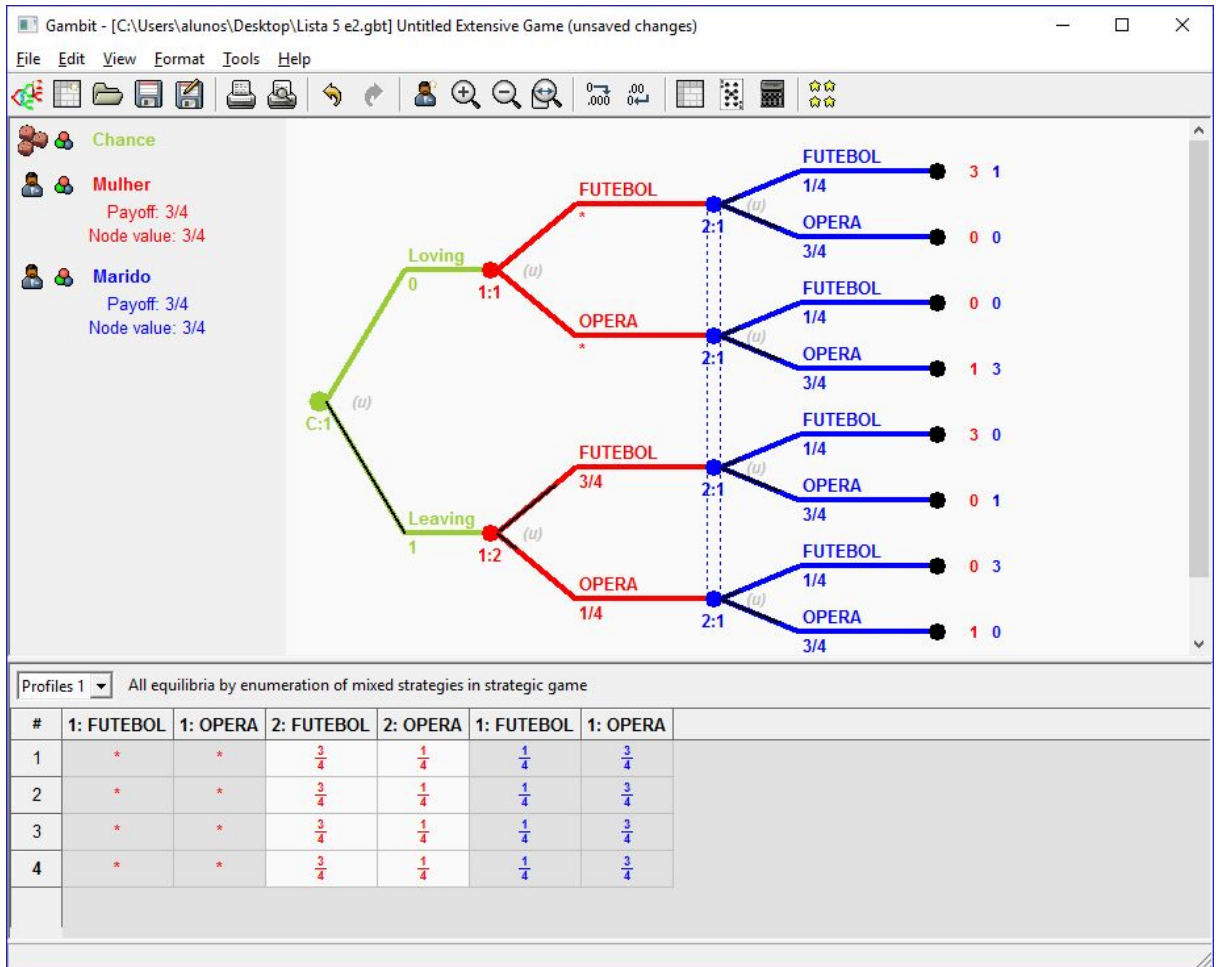 Gambit - [C:\Users\alunos\Desktop\Lista 5 e2.gbt] Untitled Extensive Game (unsaved changes)
File Edit View Format Tools Help
Chance
Mulher
Payoff: 3/4
Node value: 3/4
Marido
Payoff: 3/4
Node value: 3/4
C:1
(u)
Loving
0
1:1
(u)
FUTEBOL
*
OPERA
*
Leaving
1
1:2
(u)
FUTEBOL
3/4
OPERA
1/4
2:1
(u)
FUTEBOL
1/4
3 1
OPERA
3/4
0 0
2:1
(u)
FUTEBOL
1/4
0 0
OPERA
3/4
1 3
2:1
(u)
FUTEBOL
1/4
3 0
OPERA
3/4
0 1
2:1
(u)
FUTEBOL
1/4
0 3
OPERA
3/4
1 0
Profiles 1 All equilibria by enumeration of mixed strategies in strategic game
# 1: FUTEBOL 1: OPERA 2: FUTEBOL 2: OPERA 1: FUTEBOL 1: OPERA
1 * * 3/4 1/4 1/4 3/4
2 * * 3/4 1/4 1/4 3/4
3 * * 3/4 1/4 1/4 3/4
4 * * 3/4 1/4 1/4 3/4